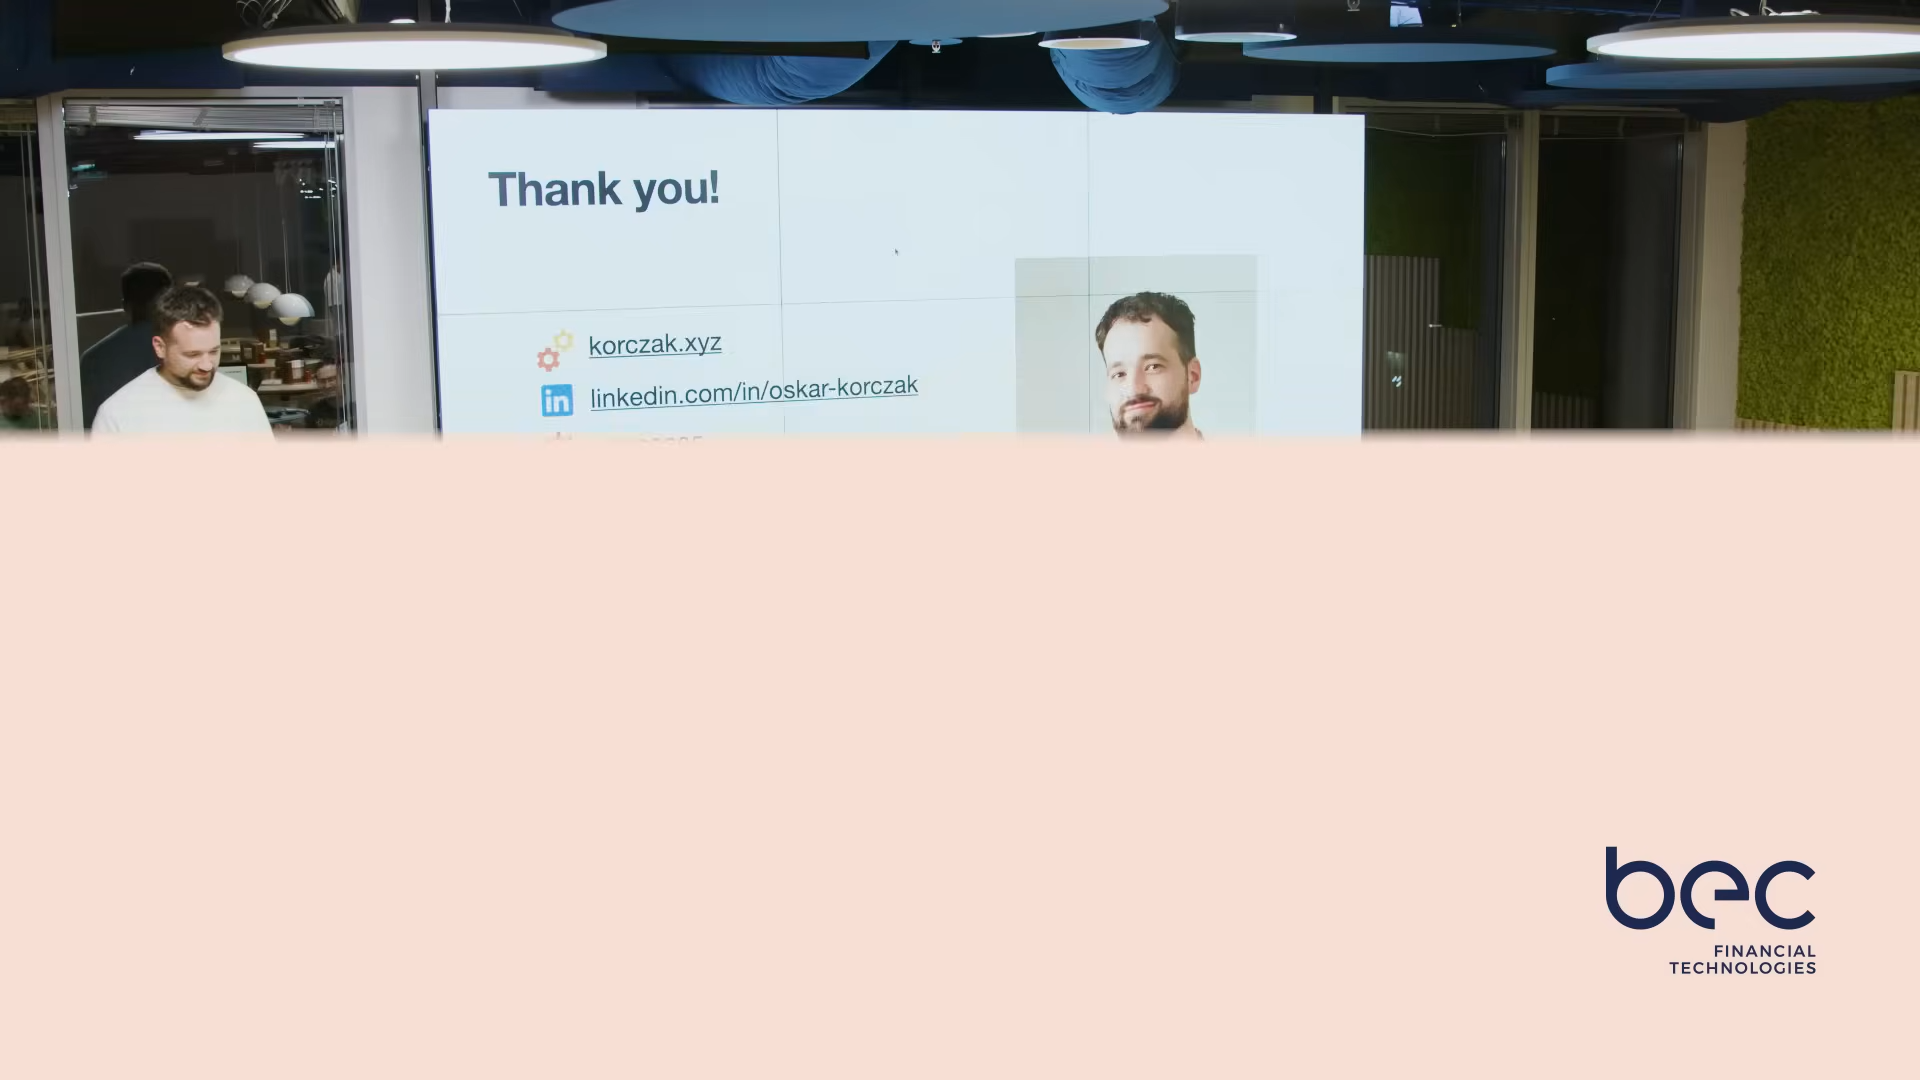 Thank you!
korczak.xyz
linkedin.com/in/oskar-korczak
bec
FINANCIAL
TECHNOLOGIES